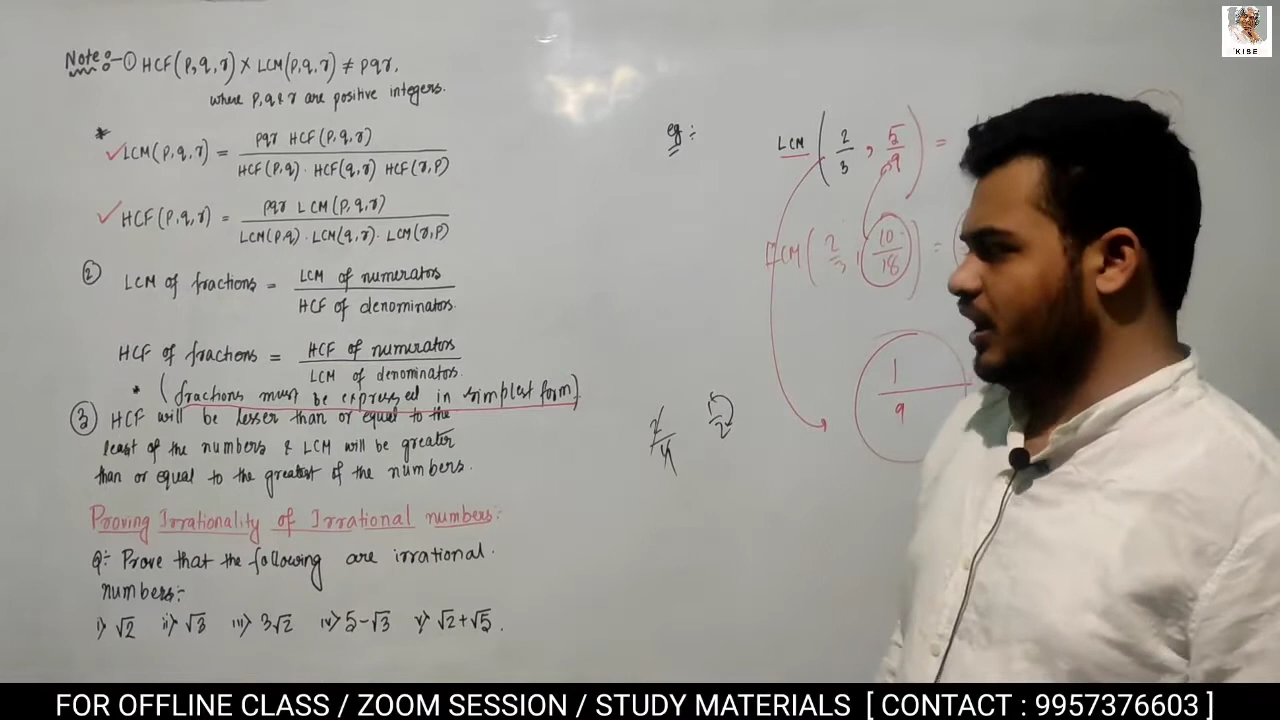 Note:- ① HCF(p,q,r) × LCM(p,q,r) ≠ pqr,
where p,q & r are positive integers.
* ✓ LCM(p,q,r) = pqr HCF(p,q,r) / HCF(p,q) · HCF(q,r) HCF(r,p)
✓ HCF(p,q,r) = pqr LCM(p,q,r) / LCM(p,q) · LCM(q,r) · LCM(r,p)
② LCM of fractions = LCM of numerators / HCF of denominators.
HCF of fractions = HCF of numerators / LCM of denominators.
* (fractions must be expressed in simplest form)
③ HCF will be lesser than or equal to the
least of the numbers & LCM will be greater
than or equal to the greatest of the numbers.
Proving Irrationality of Irrational numbers:-
Q:- Prove that the following are irrational
numbers:-
i) √2 ii) √3 iii) 3√2 iv) 5-√3 v) √2+√5.
eg:
LCM (2/3, 5/9) =
(2/3, 10/18) =
1/9
2/4
1/2
KISE
FOR OFFLINE CLASS / ZOOM SESSION / STUDY MATERIALS [ CONTACT : 9957376603 ]